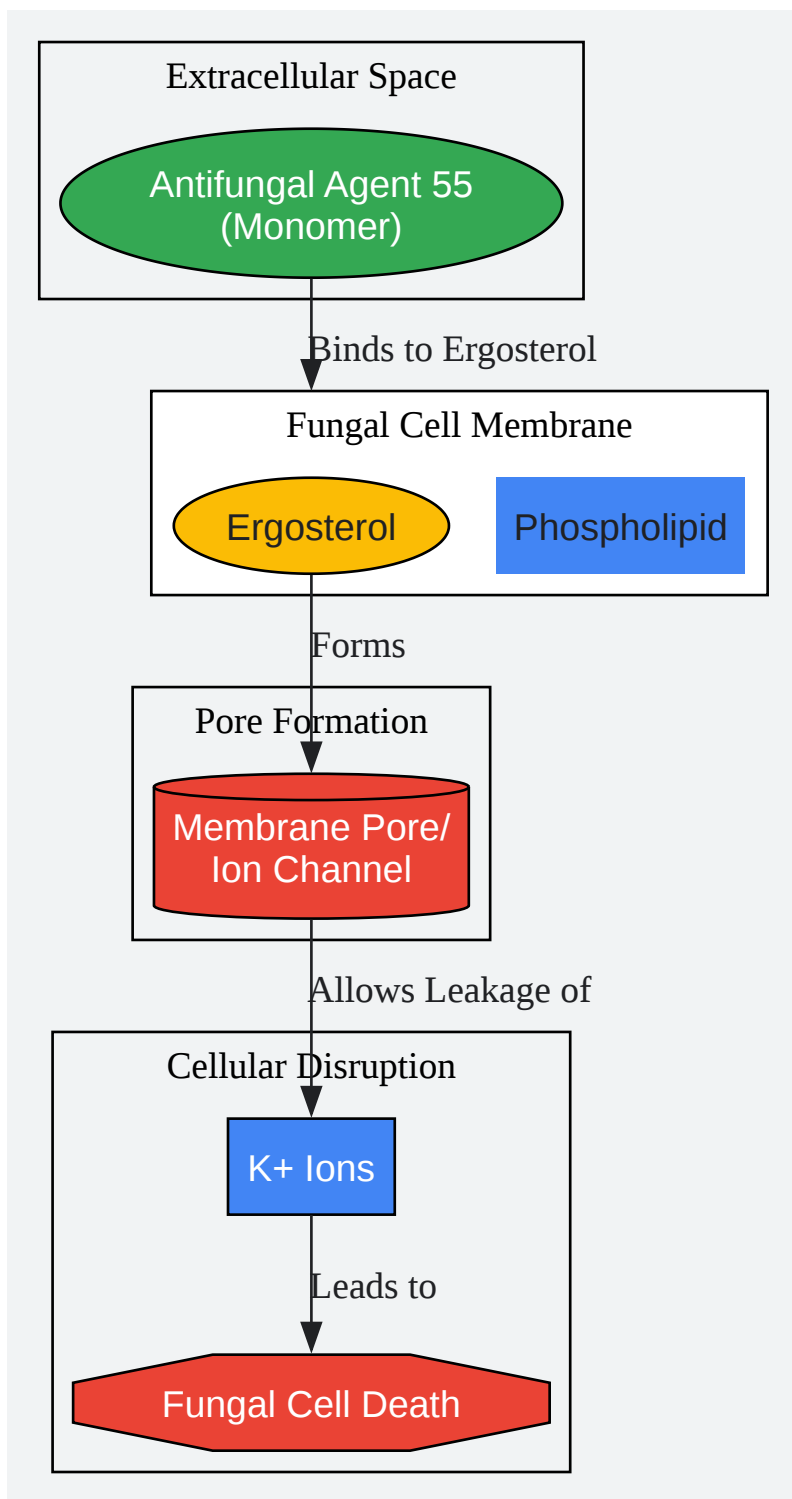 Extracellular Space
Antifungal Agent 55
(Monomer)
Binds to Ergosterol
Fungal Cell Membrane
Ergosterol
Phospholipid
Forms
Pore Formation
Membrane Pore/
Ion Channel
Allows Leakage of
Cellular Disruption
K+ Ions
Leads to
Fungal Cell Death